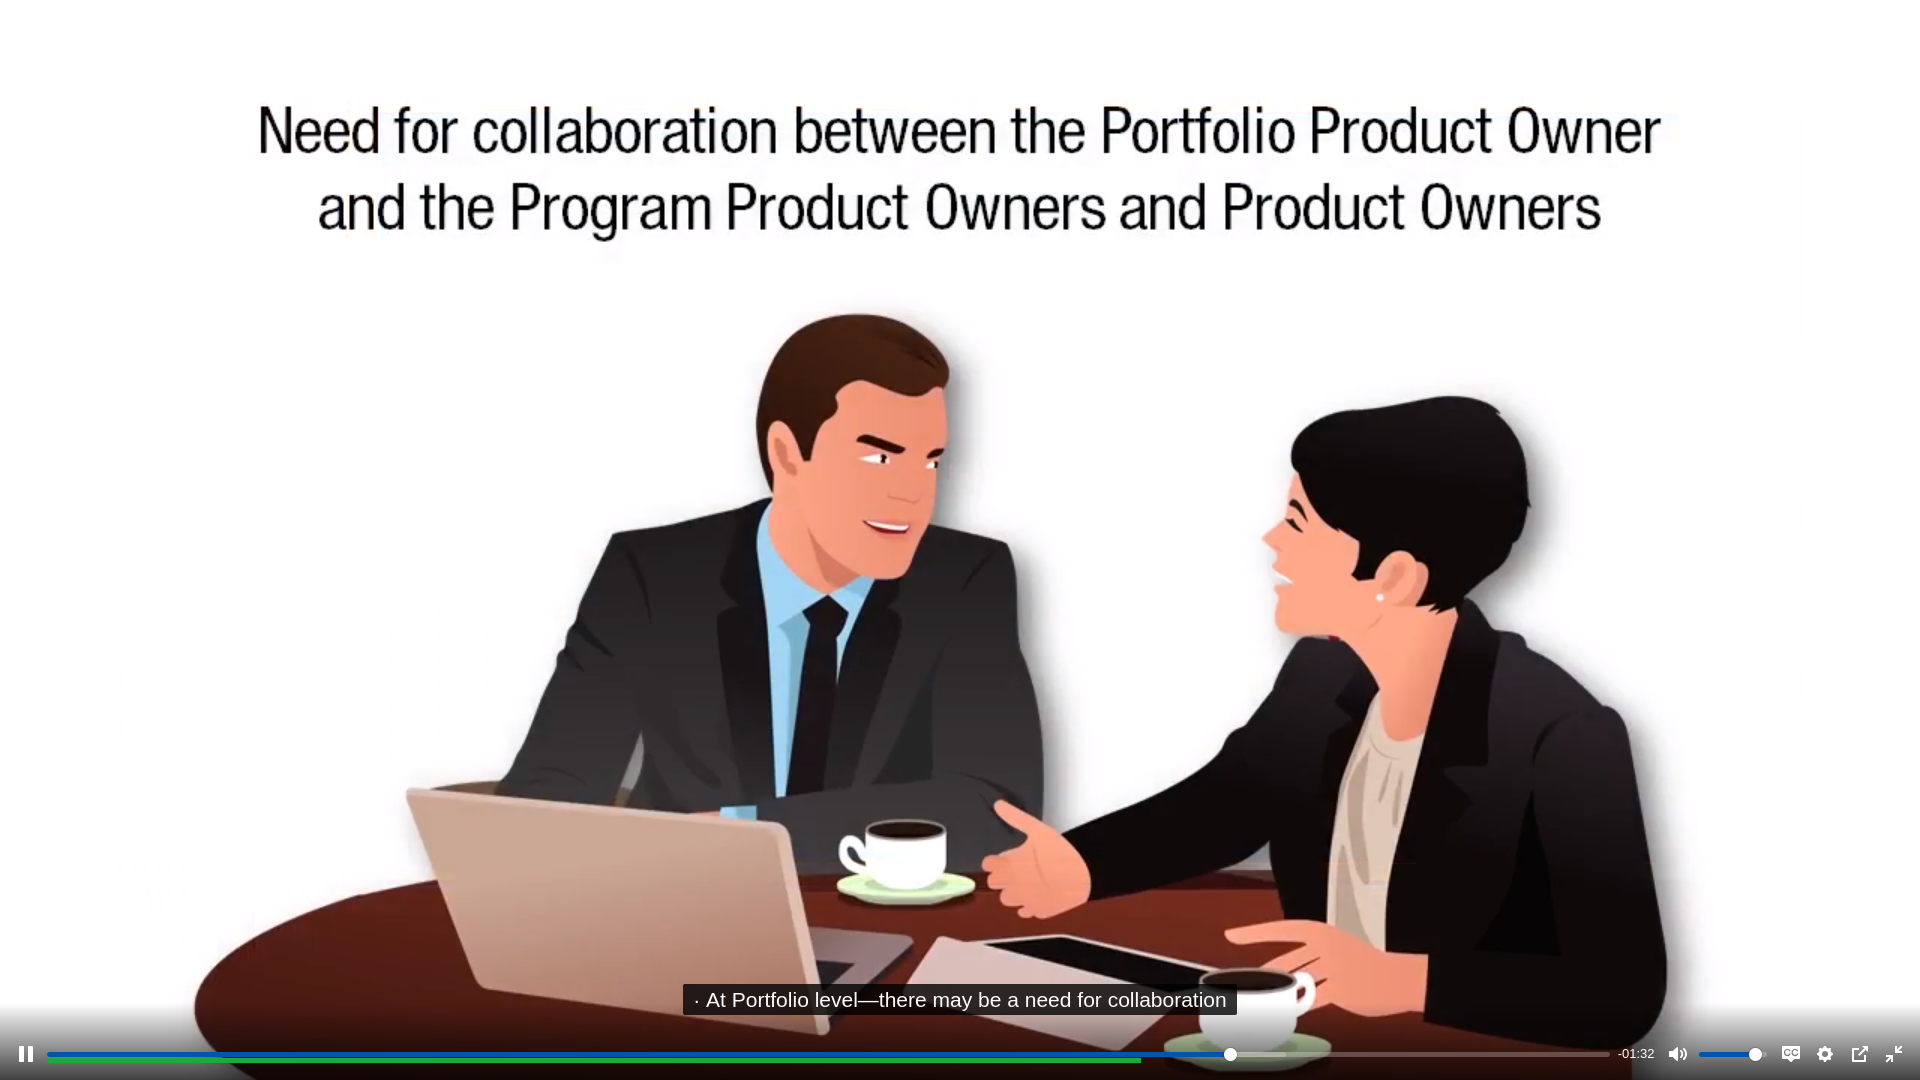 Need for collaboration between the Portfolio Product Owner
and the Program Product Owners and Product Owners
· At Portfolio level—there may be a need for collaboration
-01:32
CC